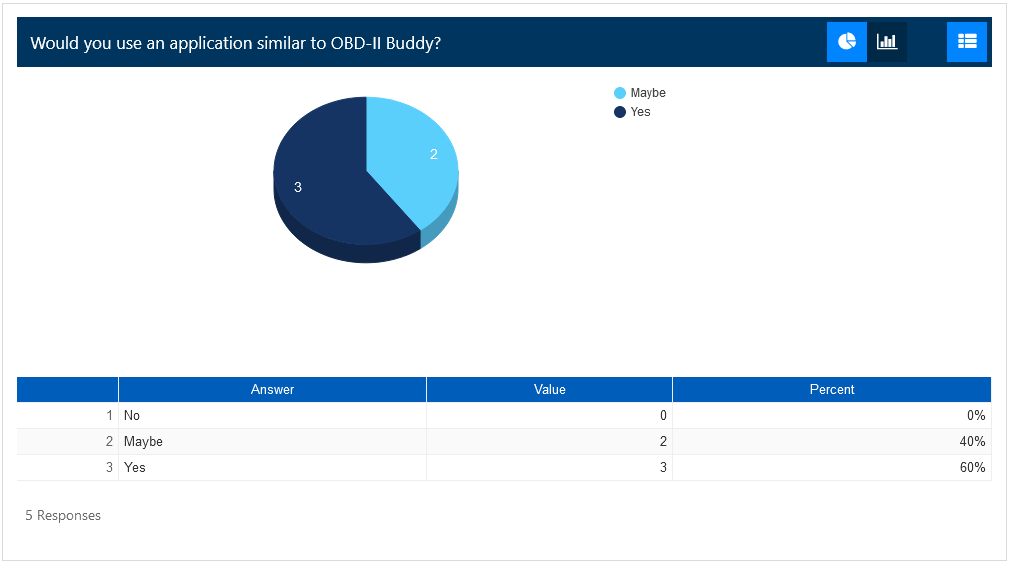 Would you use an application similar to OBD-II Buddy?
Maybe
Yes
2
3
Answer Value Percent
1 No 0 0%
2 Maybe 2 40%
3 Yes 3 60%
5 Responses